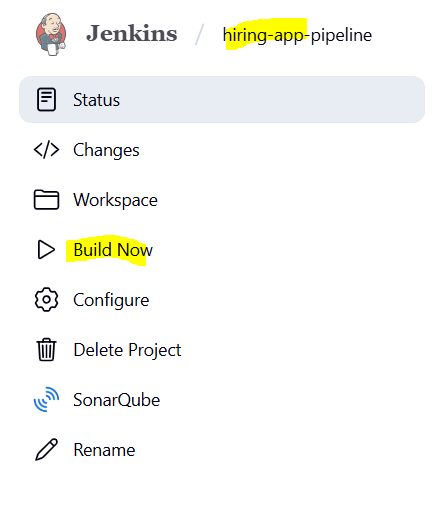 Jenkins / hiring-app-pipeline
Status
Changes
Workspace
Build Now
Configure
Delete Project
SonarQube
Rename